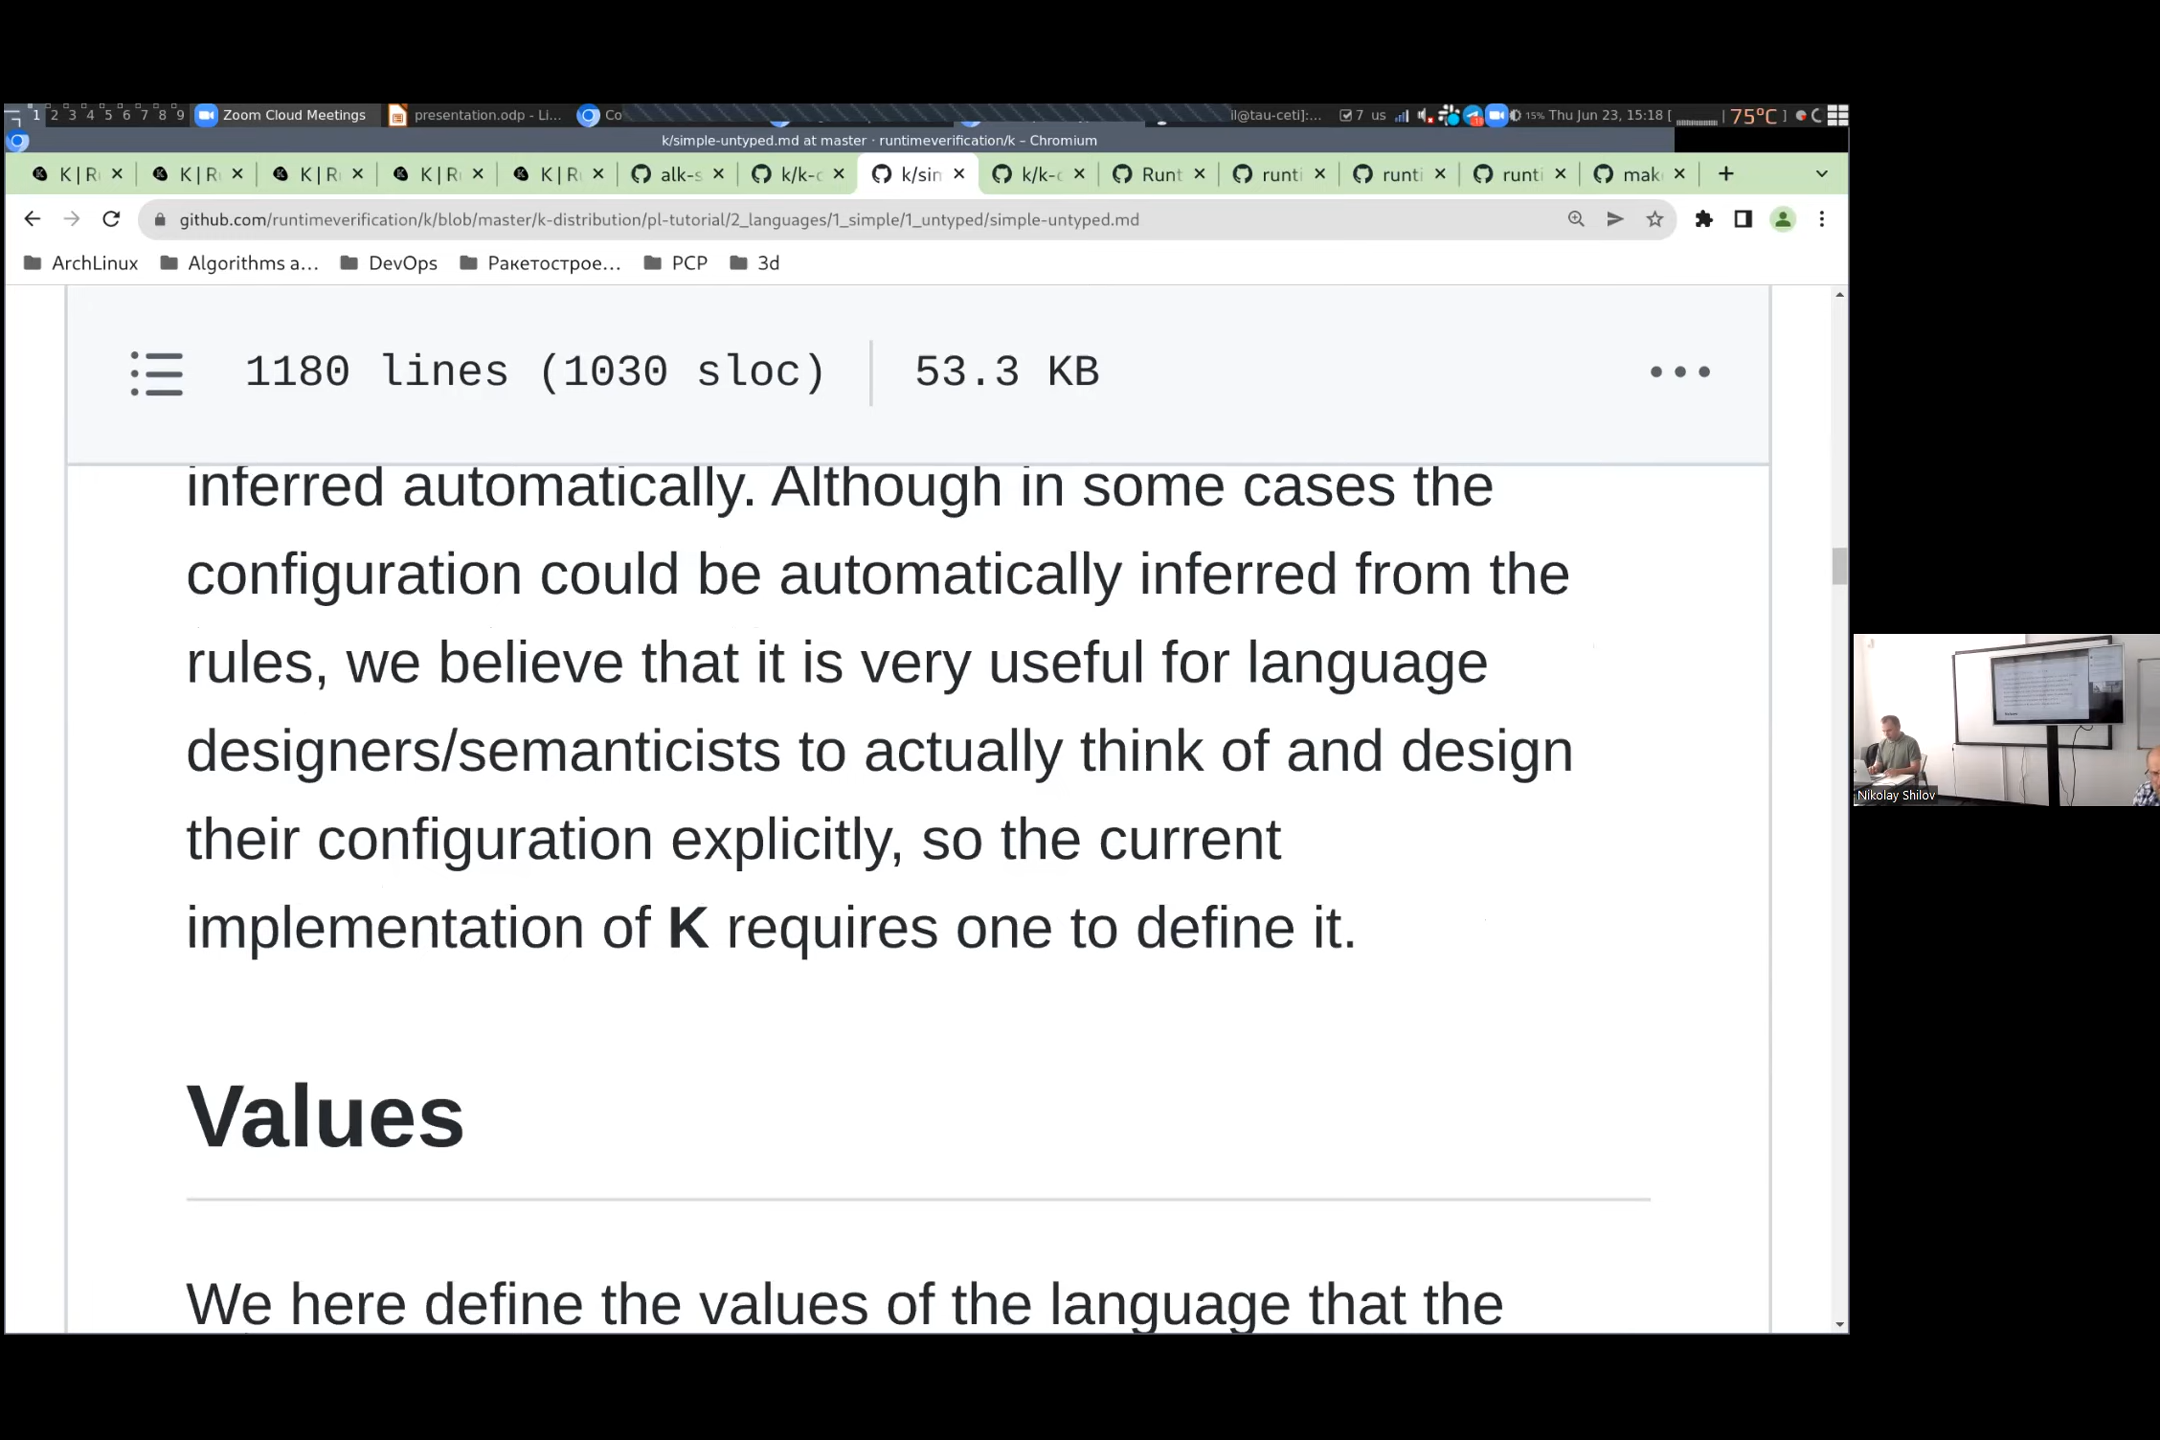 1 2 3 4 5 6 7 8 9 Zoom Cloud Meetings presentation.odp - Li... Co il@tau-ceti]:... 7 us 15% Thu Jun 23, 15:18 [ | 75°C ]
k/simple-untyped.md at master · runtimeverification/k – Chromium
K | R K | R K | R K | R K | R alk-s k/k-c k/sin k/k-c Runt runti runti runti mak
github.com/runtimeverification/k/blob/master/k-distribution/pl-tutorial/2_languages/1_simple/1_untyped/simple-untyped.md
ArchLinux Algorithms a... DevOps Ракетострое... PCP 3d
1180 lines (1030 sloc) 53.3 KB
inferred automatically. Although in some cases the
configuration could be automatically inferred from the
rules, we believe that it is very useful for language
designers/semanticists to actually think of and design
their configuration explicitly, so the current
implementation of K requires one to define it.
Values
We here define the values of the language that the
Nikolay Shilov